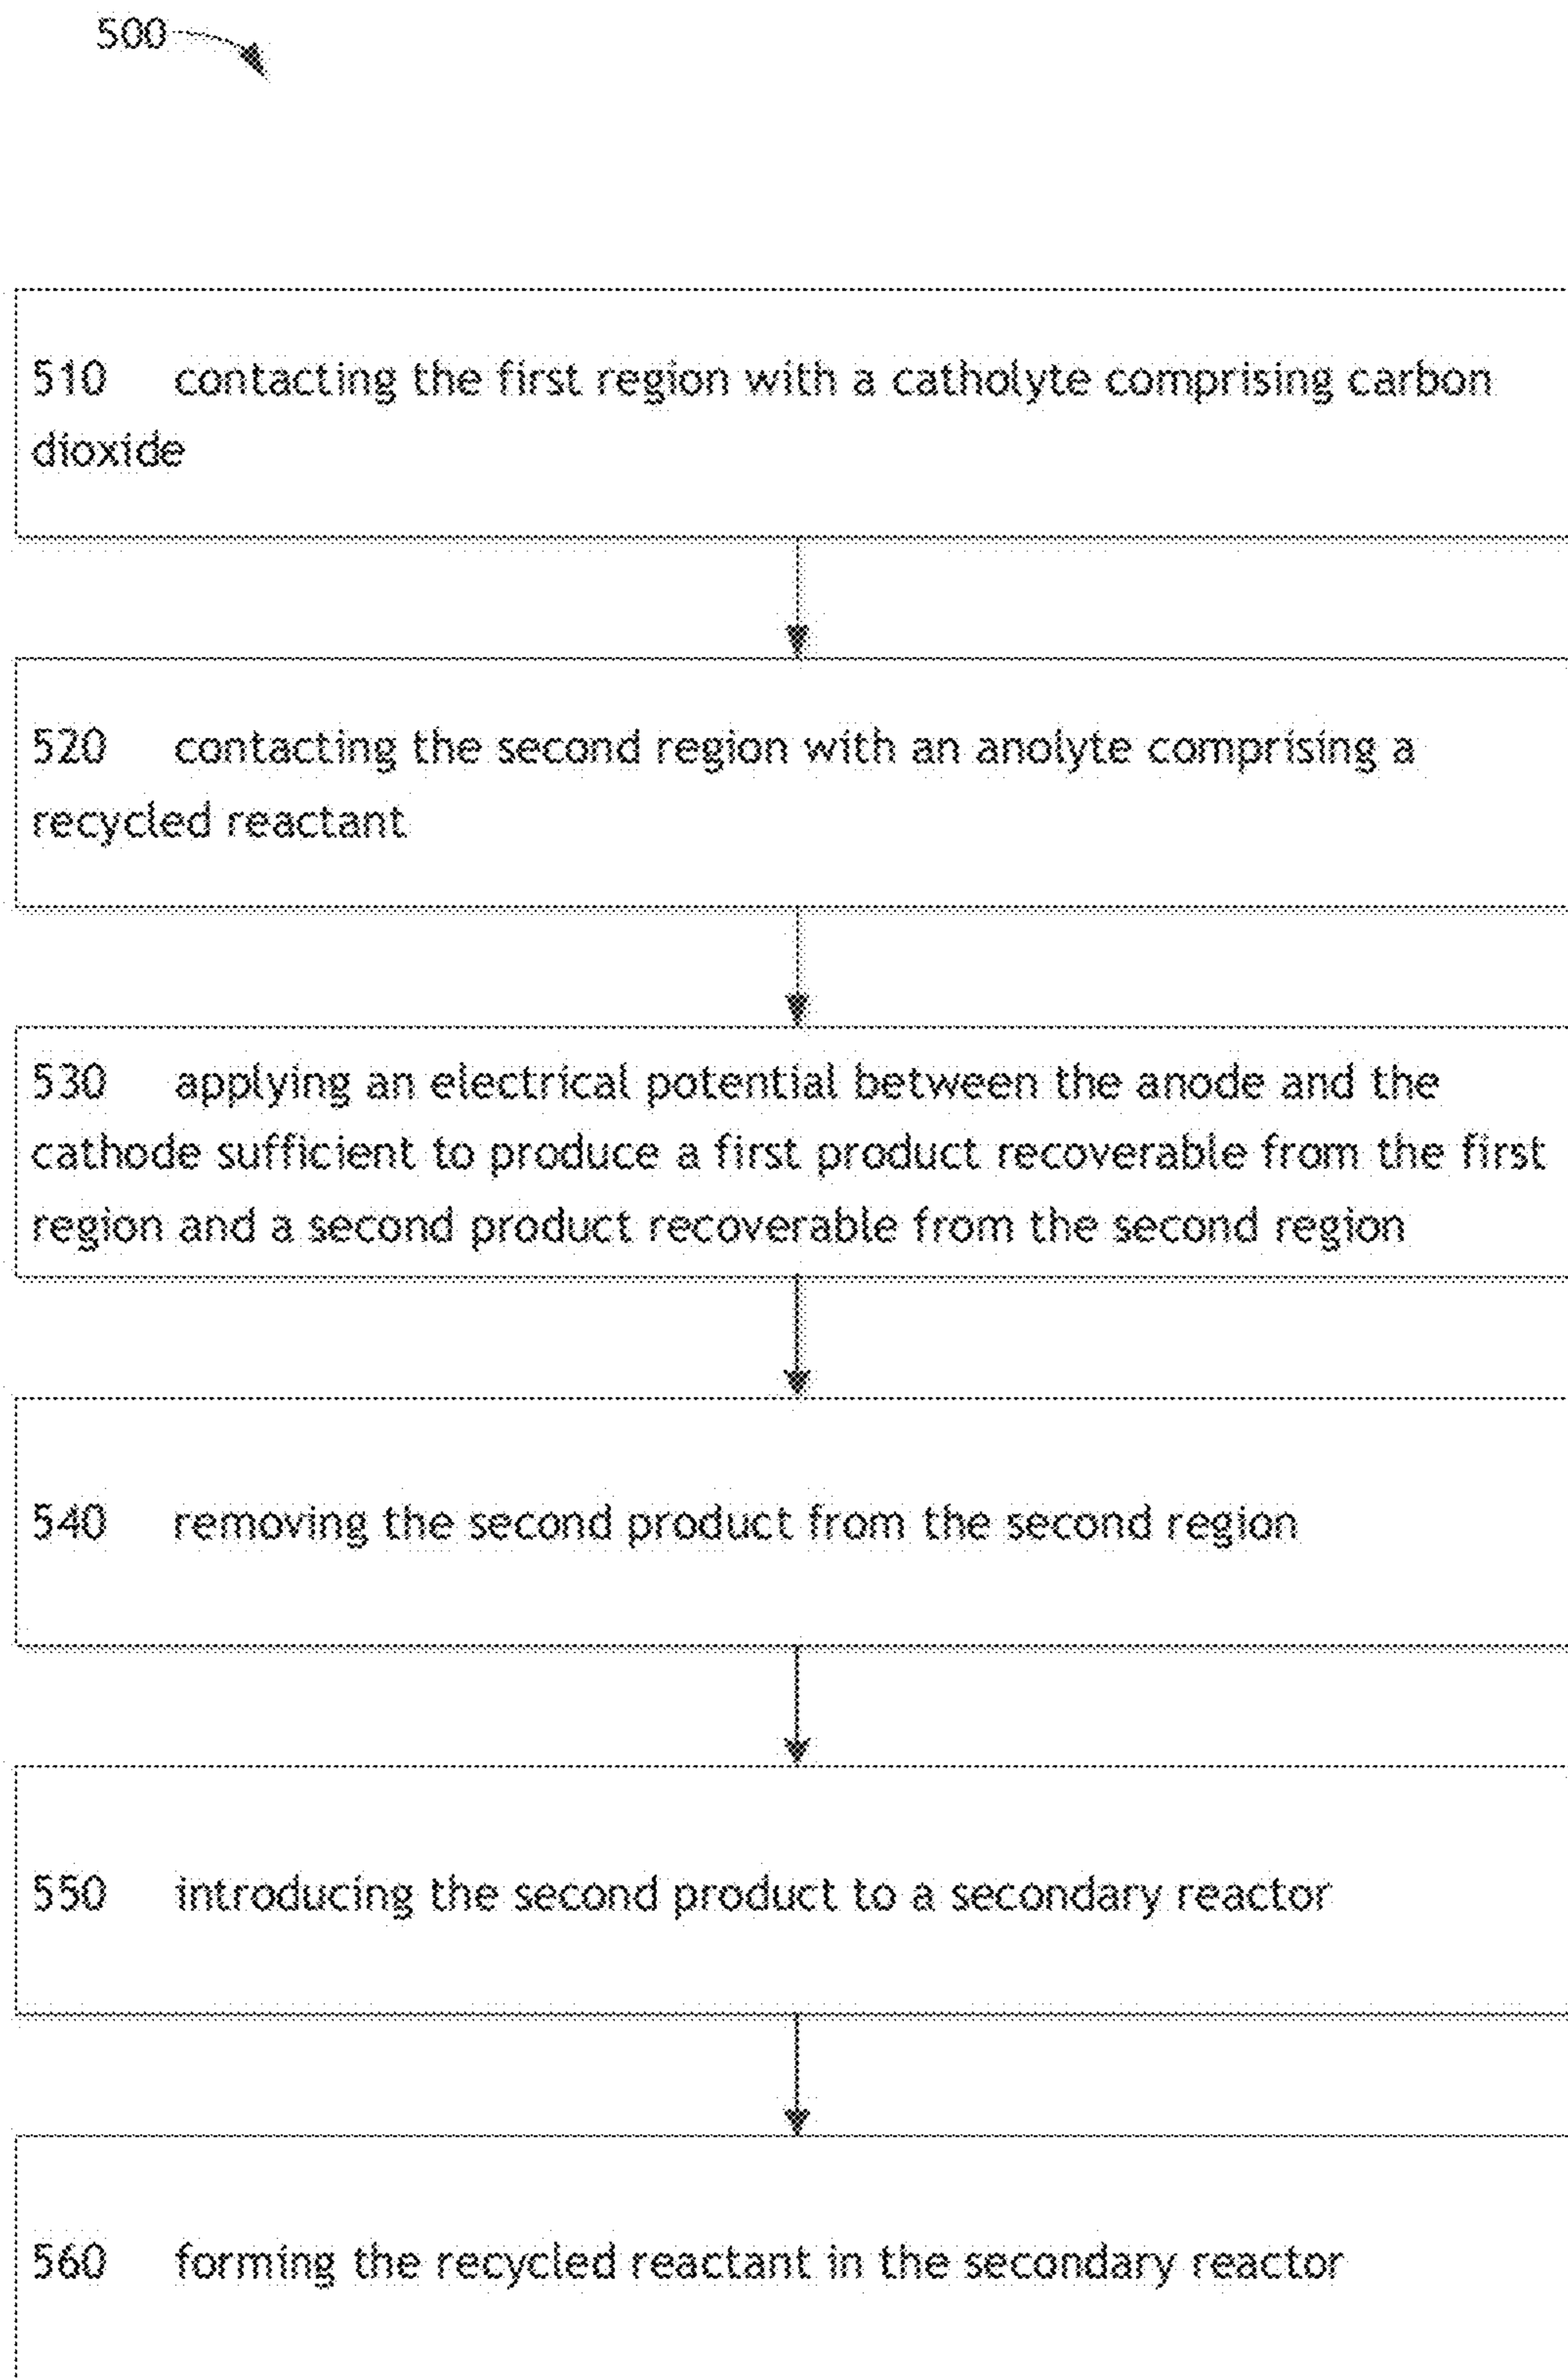 500
510 contacting the first region with a catholyte comprising carbon
dioxide
520 contacting the second region with an anolyte comprising a
recycled reactant
530 applying an electrical potential between the anode and the
cathode sufficient to produce a first product recoverable from the first
region and a second product recoverable from the second region
540 removing the second product from the second region
550 introducing the second product to a secondary reactor
560 forming the recycled reactant in the secondary reactor